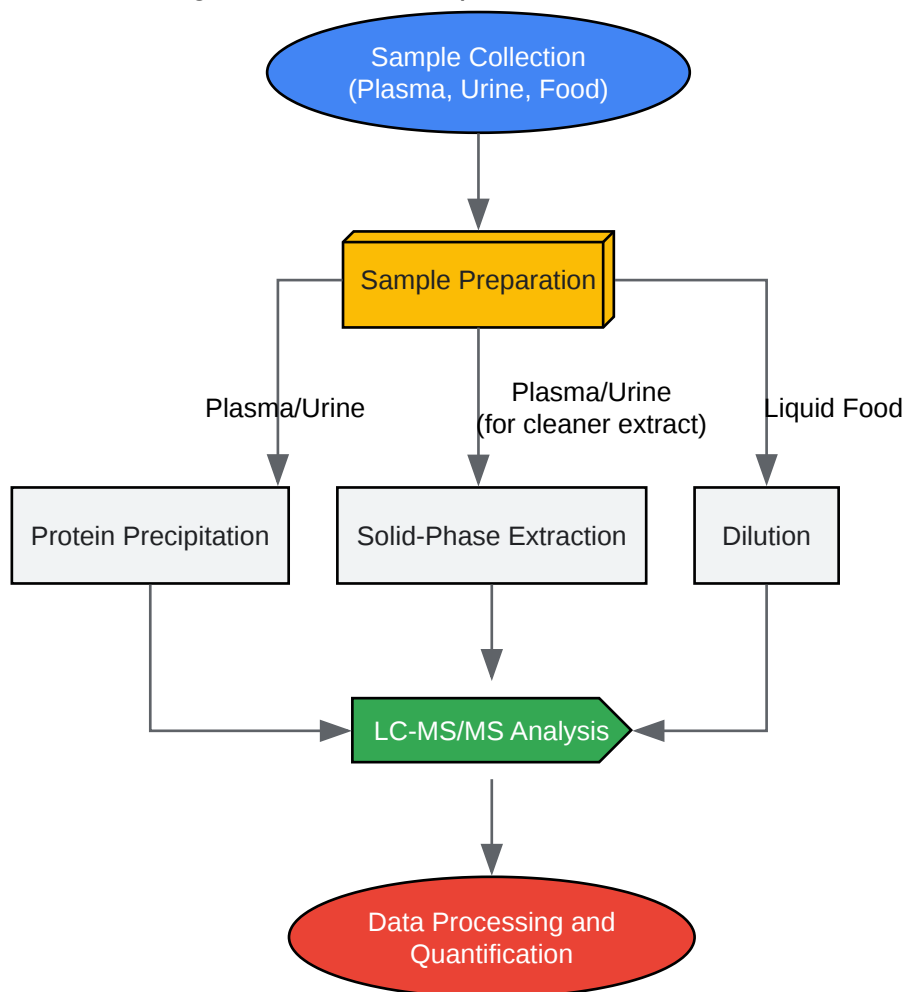 Sample Collection
(Plasma, Urine, Food)
Sample Preparation
Plasma/Urine
Plasma/Urine
(for cleaner extract)
Liquid Food
Protein Precipitation
Solid-Phase Extraction
Dilution
LC-MS/MS Analysis
Data Processing and
Quantification